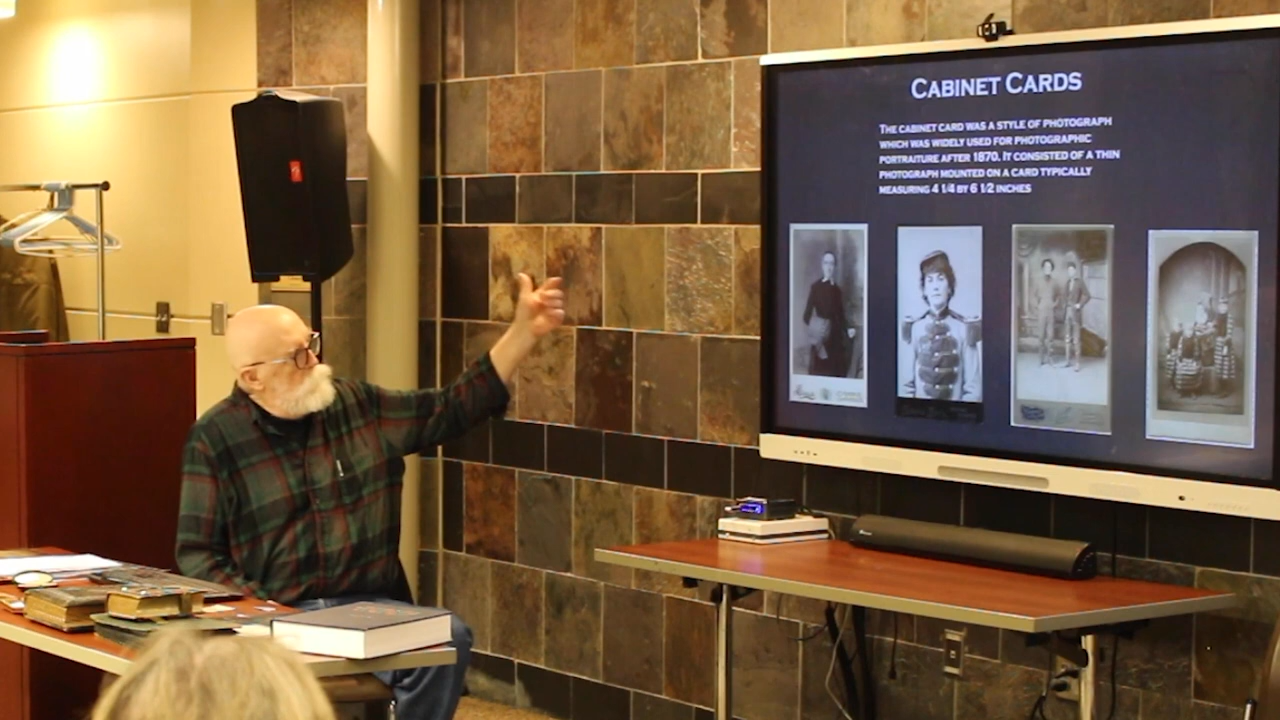 CABINET CARDS
THE CABINET CARD WAS A STYLE OF PHOTOGRAPH
WHICH WAS WIDELY USED FOR PHOTOGRAPHIC
PORTRAITURE AFTER 1870. IT CONSISTED OF A THIN
PHOTOGRAPH MOUNTED ON A CARD TYPICALLY
MEASURING 4 1/4 BY 6 1/2 INCHES